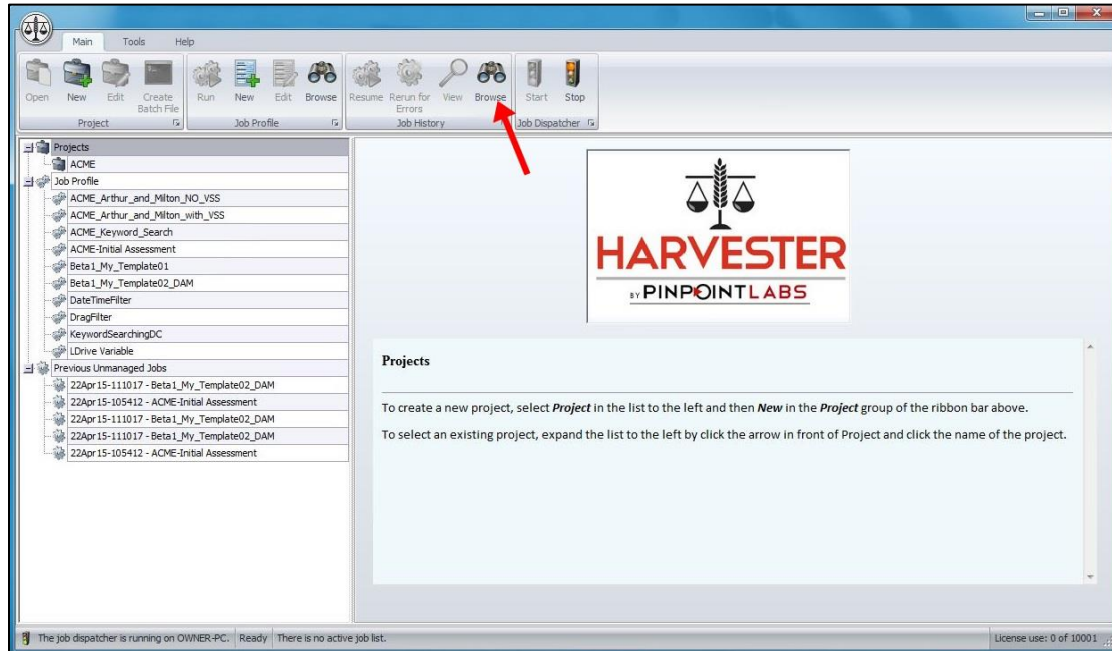 Main Tools Help
Open New Edit Create Batch File Run New Edit Browse Resume Rerun for Errors View Browse Start Stop
Project Job Profile Job History Job Dispatcher
Projects
ACME
Job Profile
ACME_Arthur_and_Milton_NO_VSS
ACME_Arthur_and_Milton_with_VSS
ACME_Keyword_Search
ACME-Initial Assessment
Beta1_My_Template01
Beta1_My_Template02_DAM
DateTimeFilter
DragFilter
KeywordSearchingDC
LDrive Variable
Previous Unmanaged Jobs
22Apr15-111017 - Beta1_My_Template02_DAM
22Apr15-105412 - ACME-Initial Assessment
22Apr15-111017 - Beta1_My_Template02_DAM
22Apr15-111017 - Beta1_My_Template02_DAM
22Apr15-105412 - ACME-Initial Assessment
HARVESTER
BY PINPOINTLABS
Projects
To create a new project, select Project in the list to the left and then New in the Project group of the ribbon bar above.
To select an existing project, expand the list to the left by click the arrow in front of Project and click the name of the project.
The job dispatcher is running on OWNER-PC. Ready There is no active job list. License use: 0 of 10001